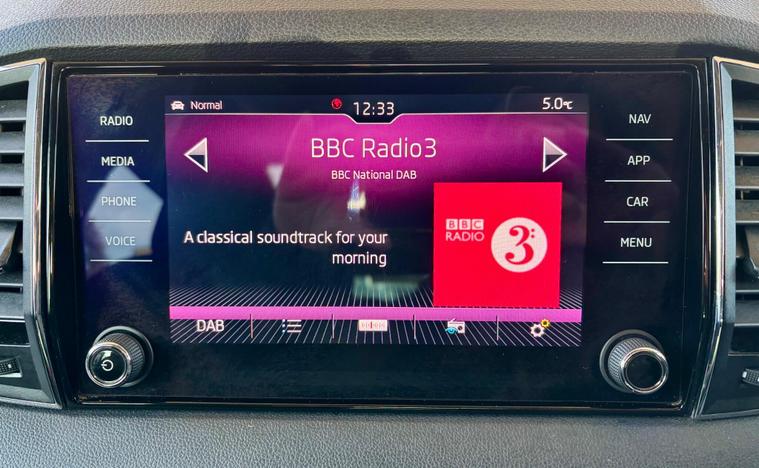 RADIO
MEDIA
PHONE
VOICE
Normal
12:33
5.0°C
BBC Radio3
BBC National DAB
A classical soundtrack for your
morning
BBC
RADIO
3
DAB
NAV
APP
CAR
MENU